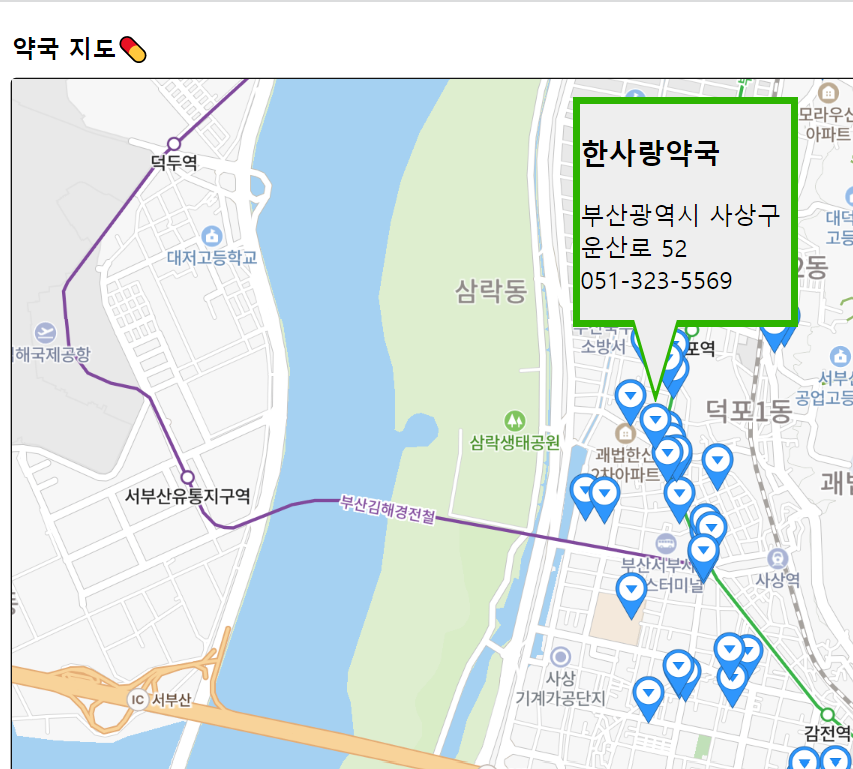 약국 지도
모라우신
아파트
한사랑약국
부산광역시 사상구
운산로 52
051-323-5569
덕두역
대저고등학교
대덕
고등
2동
삼락동
해국제공항
소방서
포역
서부산
공업고등
덕포1동
삼락생태공원
괘법한신
2차아파트
괘법
서부산유통지구역
부산김해경전철
부산서부시
스터미널
사상역
사상
기계가공단지
IC 서부산
감전역